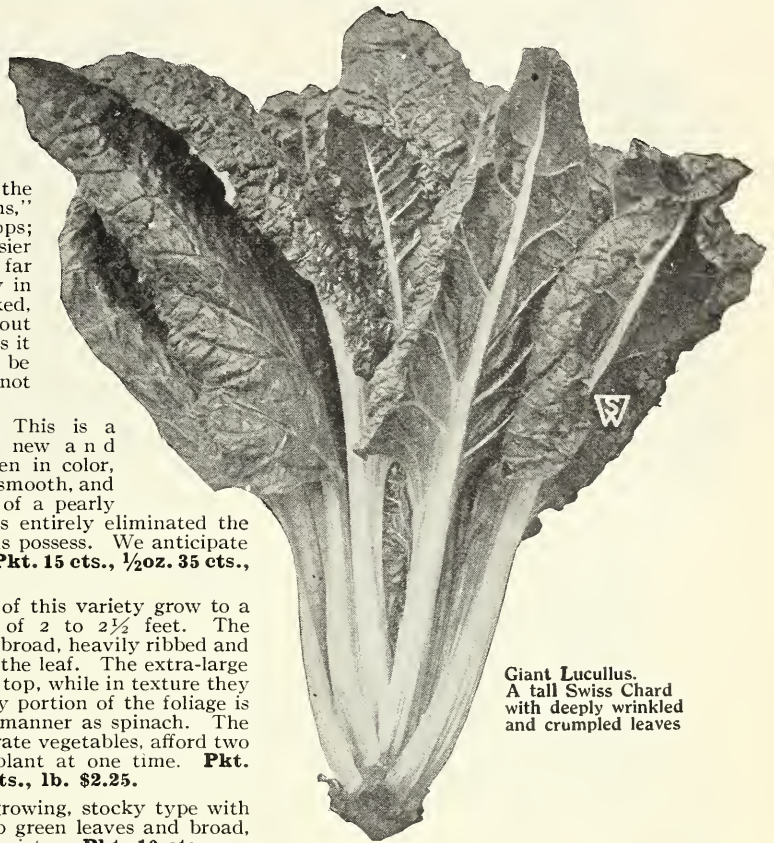 the
ns,"
ops;
sier
far
y in
ked,
out
s it
be
not
This is a
new and
en in color,
smooth, and
of a pearly
s entirely eliminated the
s possess. We anticipate
Pkt. 15 cts., ½oz. 35 cts.,
of this variety grow to a
of 2 to 2½ feet. The
broad, heavily ribbed and
the leaf. The extra-large
top, while in texture they
y portion of the foliage is
manner as spinach. The
rate vegetables, afford two
plant at one time. Pkt.
ts., lb. $2.25.
growing, stocky type with
p green leaves and broad,
SW
Giant Lucullus.
A tall Swiss Chard
with deeply wrinkled
and crumpled leaves